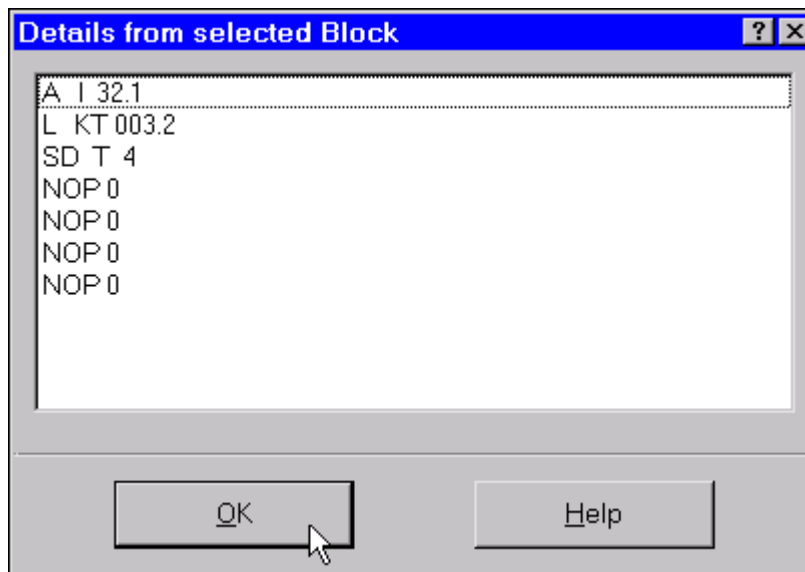 Details from selected Block
A I 32.1
L KT 003.2
SD T 4
NOP 0
NOP 0
NOP 0
NOP 0
OK
Help